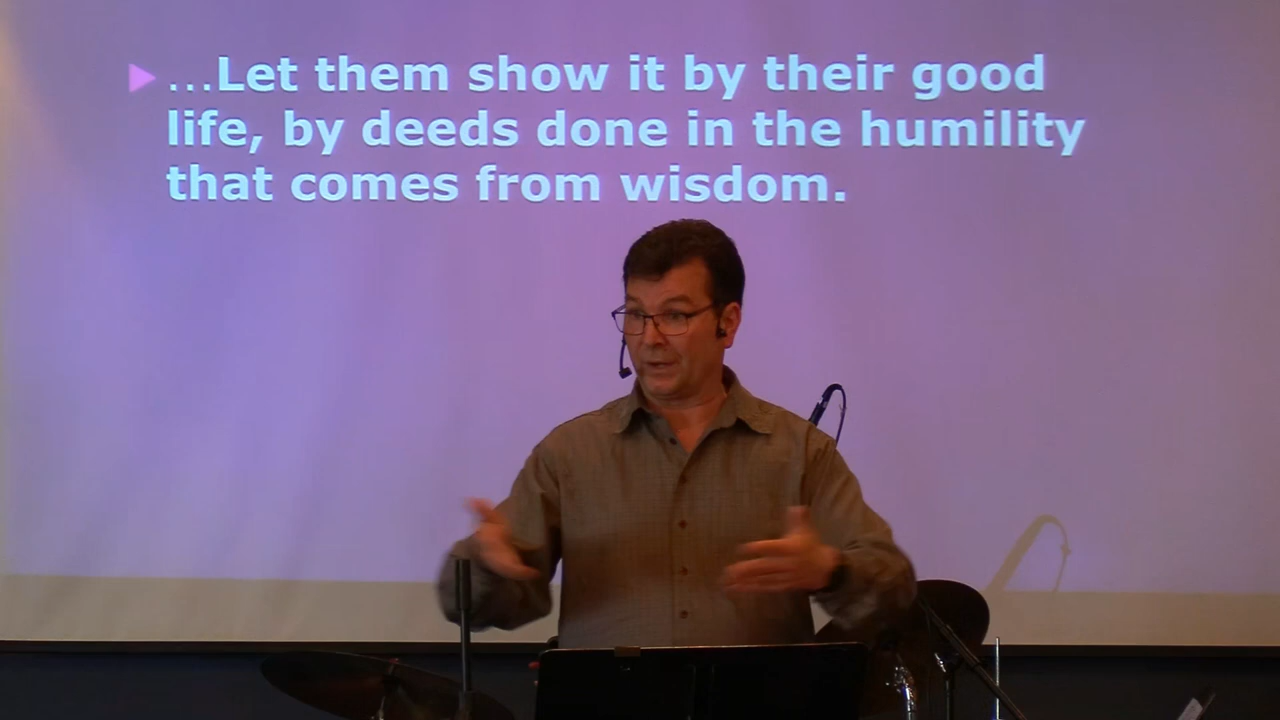 ...Let them show it by their good
life, by deeds done in the humility
that comes from wisdom.